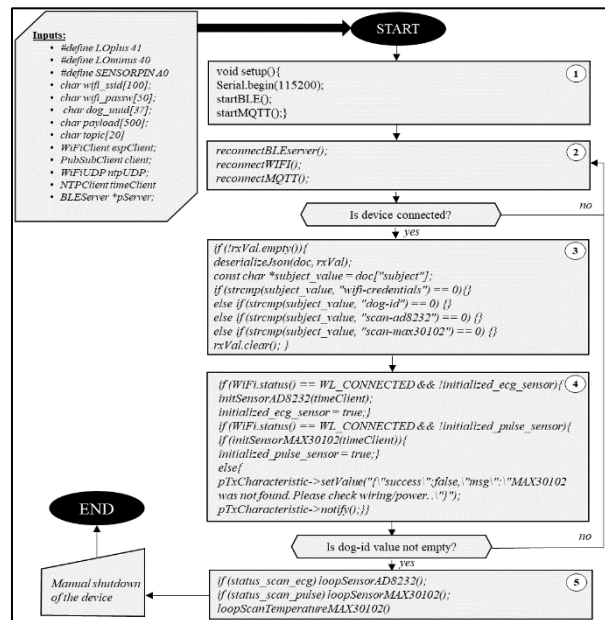 Inputs:
• #define LOplus 41
• #define LOminus 40
• #define SENSORPIN A0
• char wifi_ssid[100];
• char wifi_passw[50];
• char dog_uuid[37];
• char payload[500];
• char topic[20]
• WiFiClient espClient;
• PubSubClient client;
• WiFiUDP ntpUDP;
• NTPClient timeClient
• BLEServer *pServer;
START
1
void setup(){
Serial.begin(115200);
startBLE();
startMQTT();}
2
reconnectBLEserver();
reconnectWIFI();
reconnectMQTT();
Is device connected?
no
yes
3
if (!rxVal.empty()){
deserializeJson(doc, rxVal);
const char *subject_value = doc["subject"];
if (strcmp(subject_value, "wifi-credentials") == 0){}
else if (strcmp(subject_value, "dog-id") == 0) {}
else if (strcmp(subject_value, "scan-ad8232") == 0) {}
else if (strcmp(subject_value, "scan-max30102") == 0) {}
rxVal.clear(); }
4
if (WiFi.status() == WL_CONNECTED && !initialized_ecg_sensor){
initSensorAD8232(timeClient);
initialized_ecg_sensor = true;}
if (WiFi.status() == WL_CONNECTED && !initialized_pulse_sensor){
if (initSensorMAX30102(timeClient)){
initialized_pulse_sensor = true;}
else{
pTxCharacteristic->setValue("{\"success\":false,\"msg\":\"MAX30102
was not found. Please check wiring/power. .\"}");
pTxCharacteristic->notify();}}
Is dog-id value not empty?
no
yes
5
if (status_scan_ecg) loopSensorAD8232();
if (status_scan_pulse) loopSensorMAX30102();
loopScanTemperatureMAX30102()
Manual shutdown
of the device
END